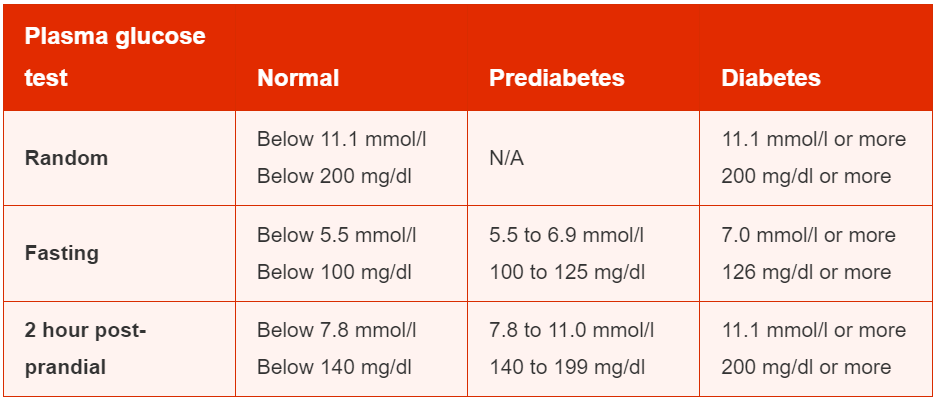 Plasma glucose
test
Normal
Prediabetes
Diabetes
Random
Below 11.1 mmol/l
Below 200 mg/dl
N/A
11.1 mmol/l or more
200 mg/dl or more
Fasting
Below 5.5 mmol/l
Below 100 mg/dl
5.5 to 6.9 mmol/l
100 to 125 mg/dl
7.0 mmol/l or more
126 mg/dl or more
2 hour post-
prandial
Below 7.8 mmol/l
Below 140 mg/dl
7.8 to 11.0 mmol/l
140 to 199 mg/dl
11.1 mmol/l or more
200 mg/dl or more